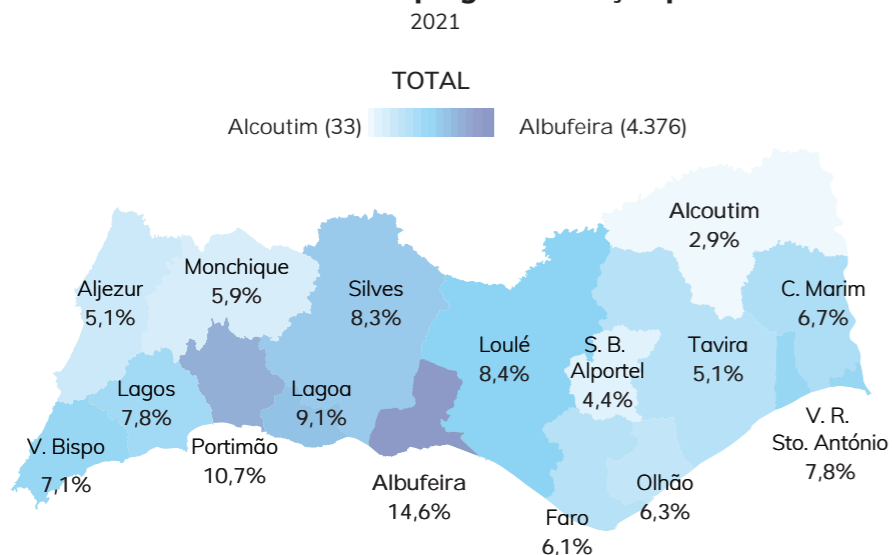 2021
TOTAL
Alcoutim (33)
Albufeira (4.376)
Alcoutim
2,9%
Monchique
5,9%
Aljezur
5,1%
Silves
8,3%
C. Marim
6,7%
Loulé
8,4%
S. B.
Alportel
4,4%
Tavira
5,1%
Lagos
7,8%
Lagoa
9,1%
V. Bispo
7,1%
Portimão
10,7%
Albufeira
14,6%
Faro
6,1%
Olhão
6,3%
V. R.
Sto. António
7,8%